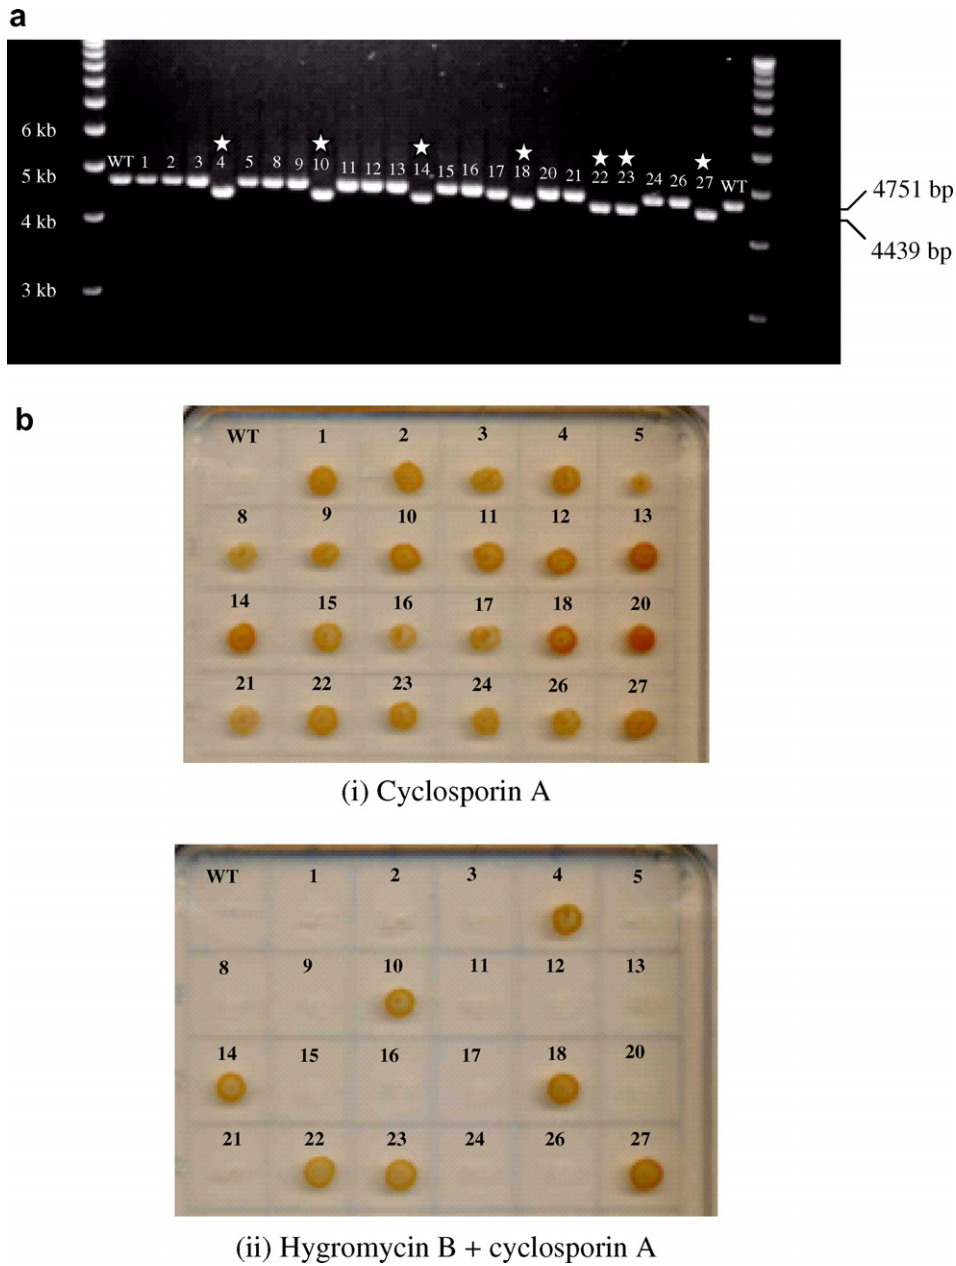 a
6 kb
5 kb
4 kb
3 kb
WT 1 2 3 4 5 8 9 10 11 12 13 14 15 16 17 18 20 21 22 23 24 26 27 WT
4751 bp
4439 bp
b
WT 1 2 3 4 5
8 9 10 11 12 13
14 15 16 17 18 20
21 22 23 24 26 27
(i) Cyclosporin A
WT 1 2 3 4 5
8 9 10 11 12 13
14 15 16 17 18 20
21 22 23 24 26 27
(ii) Hygromycin B + cyclosporin A